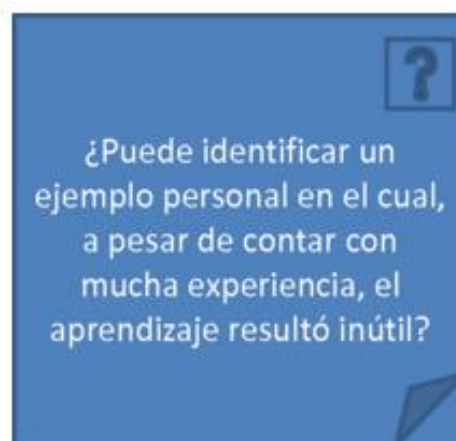 ?
¿Puede identificar un
ejemplo personal en el cual,
a pesar de contar con
mucha experiencia, el
aprendizaje resultó inútil?